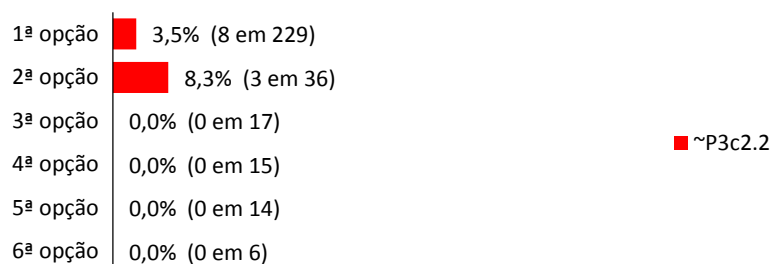 1ª opção 3,5% (8 em 229)
2ª opção 8,3% (3 em 36)
3ª opção 0,0% (0 em 17)
~P3c2.2
4ª opção 0,0% (0 em 15)
5ª opção 0,0% (0 em 14)
6ª opção 0,0% (0 em 6)